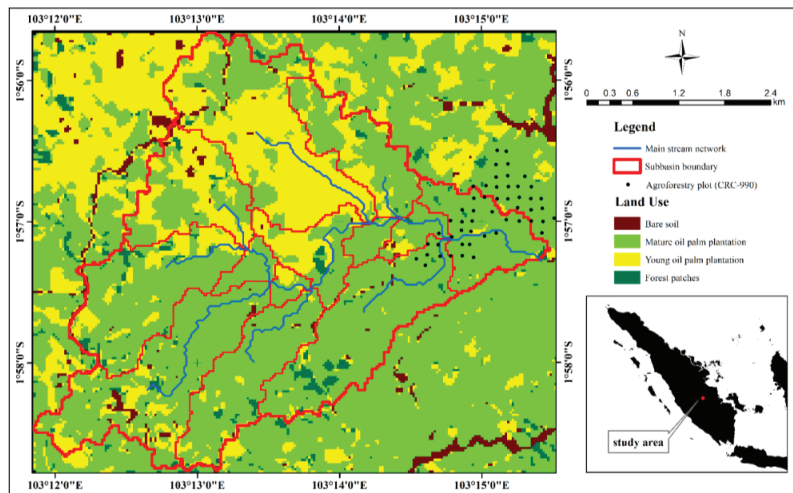 103°12'0"E 103°13'0"E 103°14'0"E 103°15'0"E
1°56'0"S 1°56'0"S
1°57'0"S 1°57'0"S
1°58'0"S 1°58'0"S
103°12'0"E 103°13'0"E 103°14'0"E 103°15'0"E
N
0 0.3 0.6 1.2 1.8 2.4
km
Legend
Main stream network
Subbasin boundary
Agroforestry plot (CRC-990)
Land Use
Bare soil
Mature oil palm plantation
Young oil palm plantation
Forest patches
study area